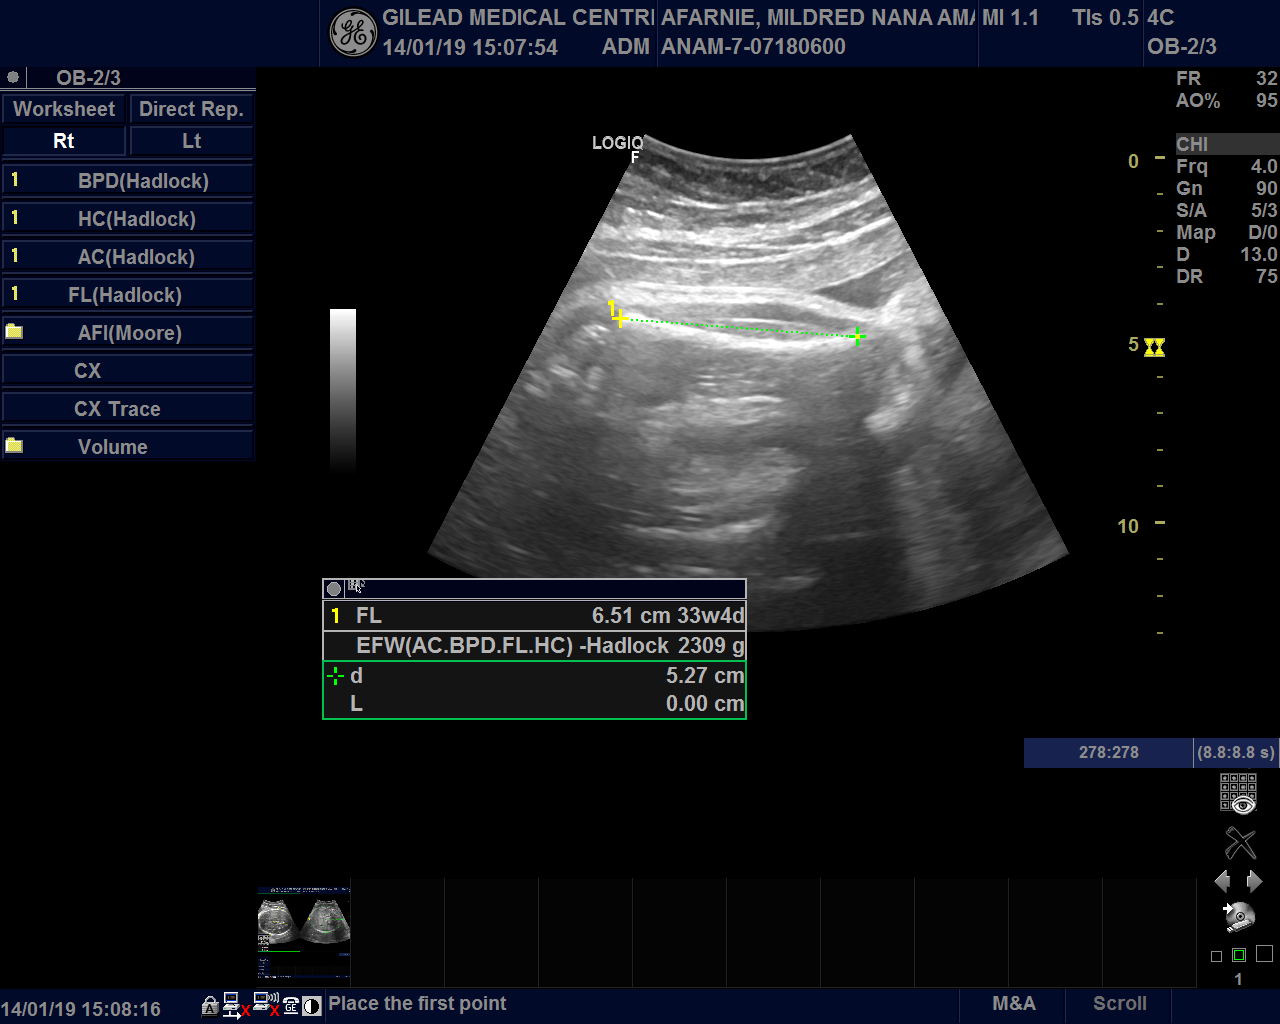 GILEAD MEDICAL CENTR
AFARNIE, MILDRED NANA AMA
MI 1.1
TIs 0.5
4C
14/01/19 15:07:54
ADM
ANAM-7-07180600
OB-2/3
OB-2/3
Worksheet
Direct Rep.
Rt
Lt
1 BPD(Hadlock)
1 HC(Hadlock)
1 AC(Hadlock)
1 FL(Hadlock)
AFI(Moore)
CX
CX Trace
Volume
LOGIQ
F
1
0
5
10
FR 32
AO% 95
CHI
Frq 4.0
Gn 90
S/A 5/3
Map D/0
D 13.0
DR 75
1 FL 6.51 cm 33w4d
EFW(AC.BPD.FL.HC) -Hadlock 2309 g
d 5.27 cm
L 0.00 cm
278:278
(8.8:8.8 s)
1
14/01/19 15:08:16
A
GE
Place the first point
M&A
Scroll